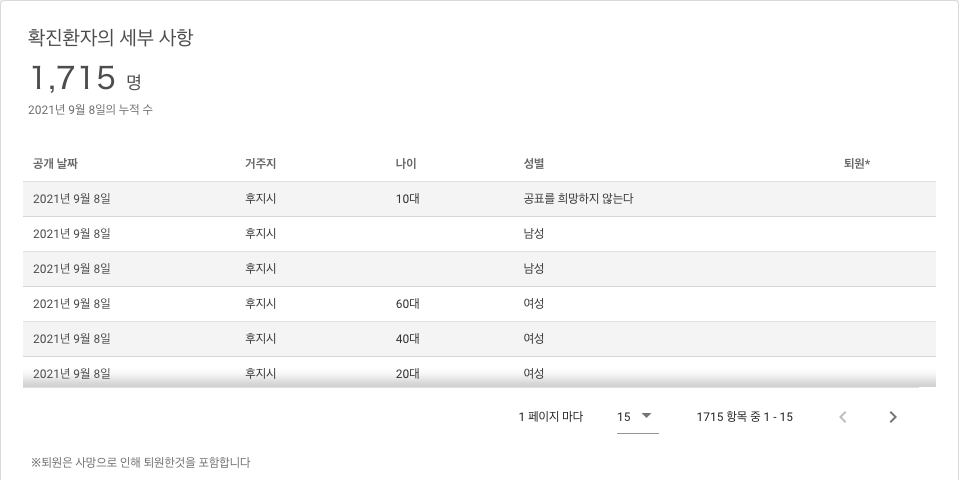 확진환자의 세부 사항
1,715 명
2021년 9월 8일의 누적 수
공개 날짜 거주지 나이 성별 퇴원*
2021년 9월 8일 후지시 10대 공표를 희망하지 않는다
2021년 9월 8일 후지시 남성
2021년 9월 8일 후지시 남성
2021년 9월 8일 후지시 60대 여성
2021년 9월 8일 후지시 40대 여성
2021년 9월 8일 후지시 20대 여성
1 페이지 마다 15 1715 항목 중 1 - 15
※퇴원은 사망으로 인해 퇴원한것을 포함합니다